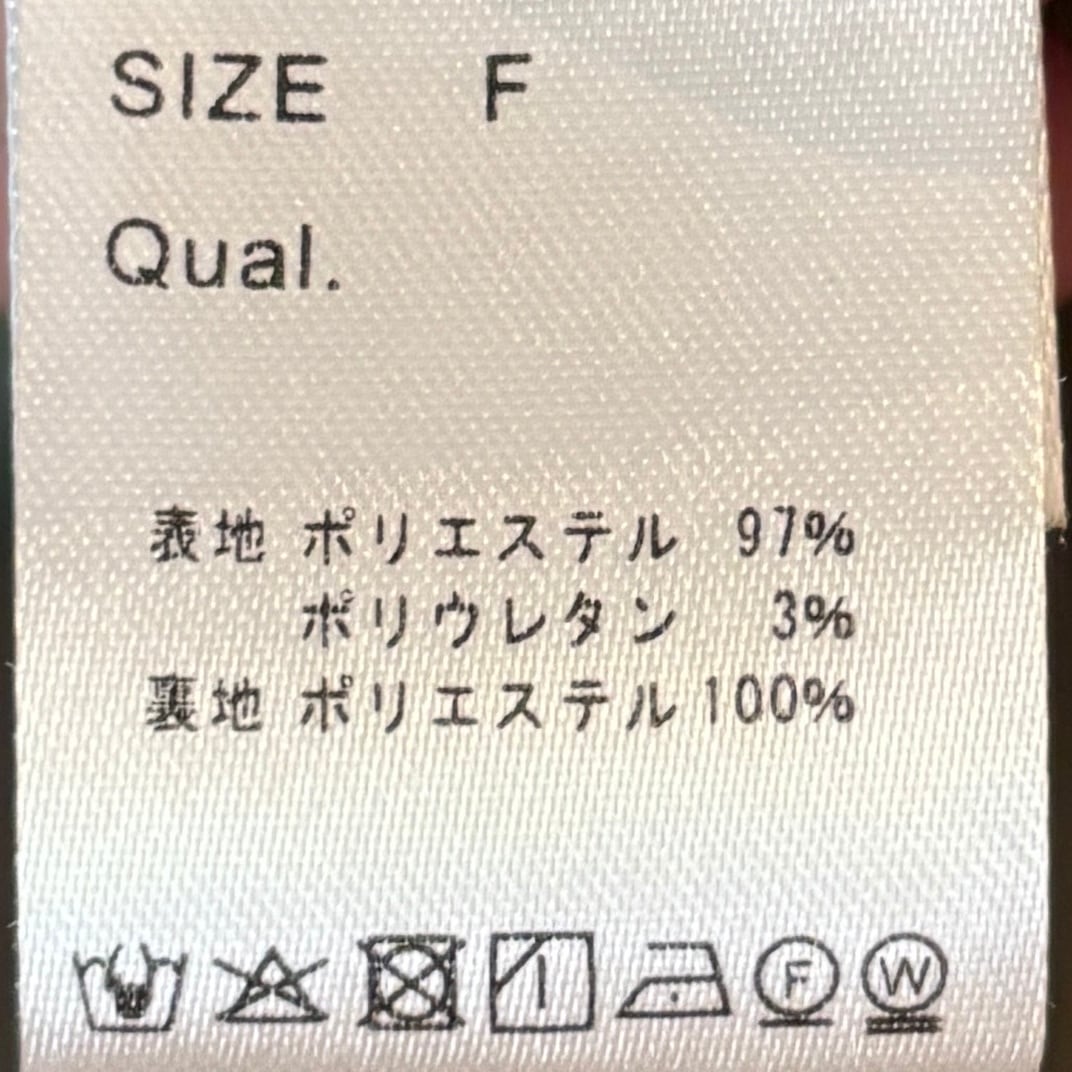 SIZE F
Qual.
表地 ポリエステル 97%
ポリウレタン 3%
裏地 ポリエステル 100%
F W